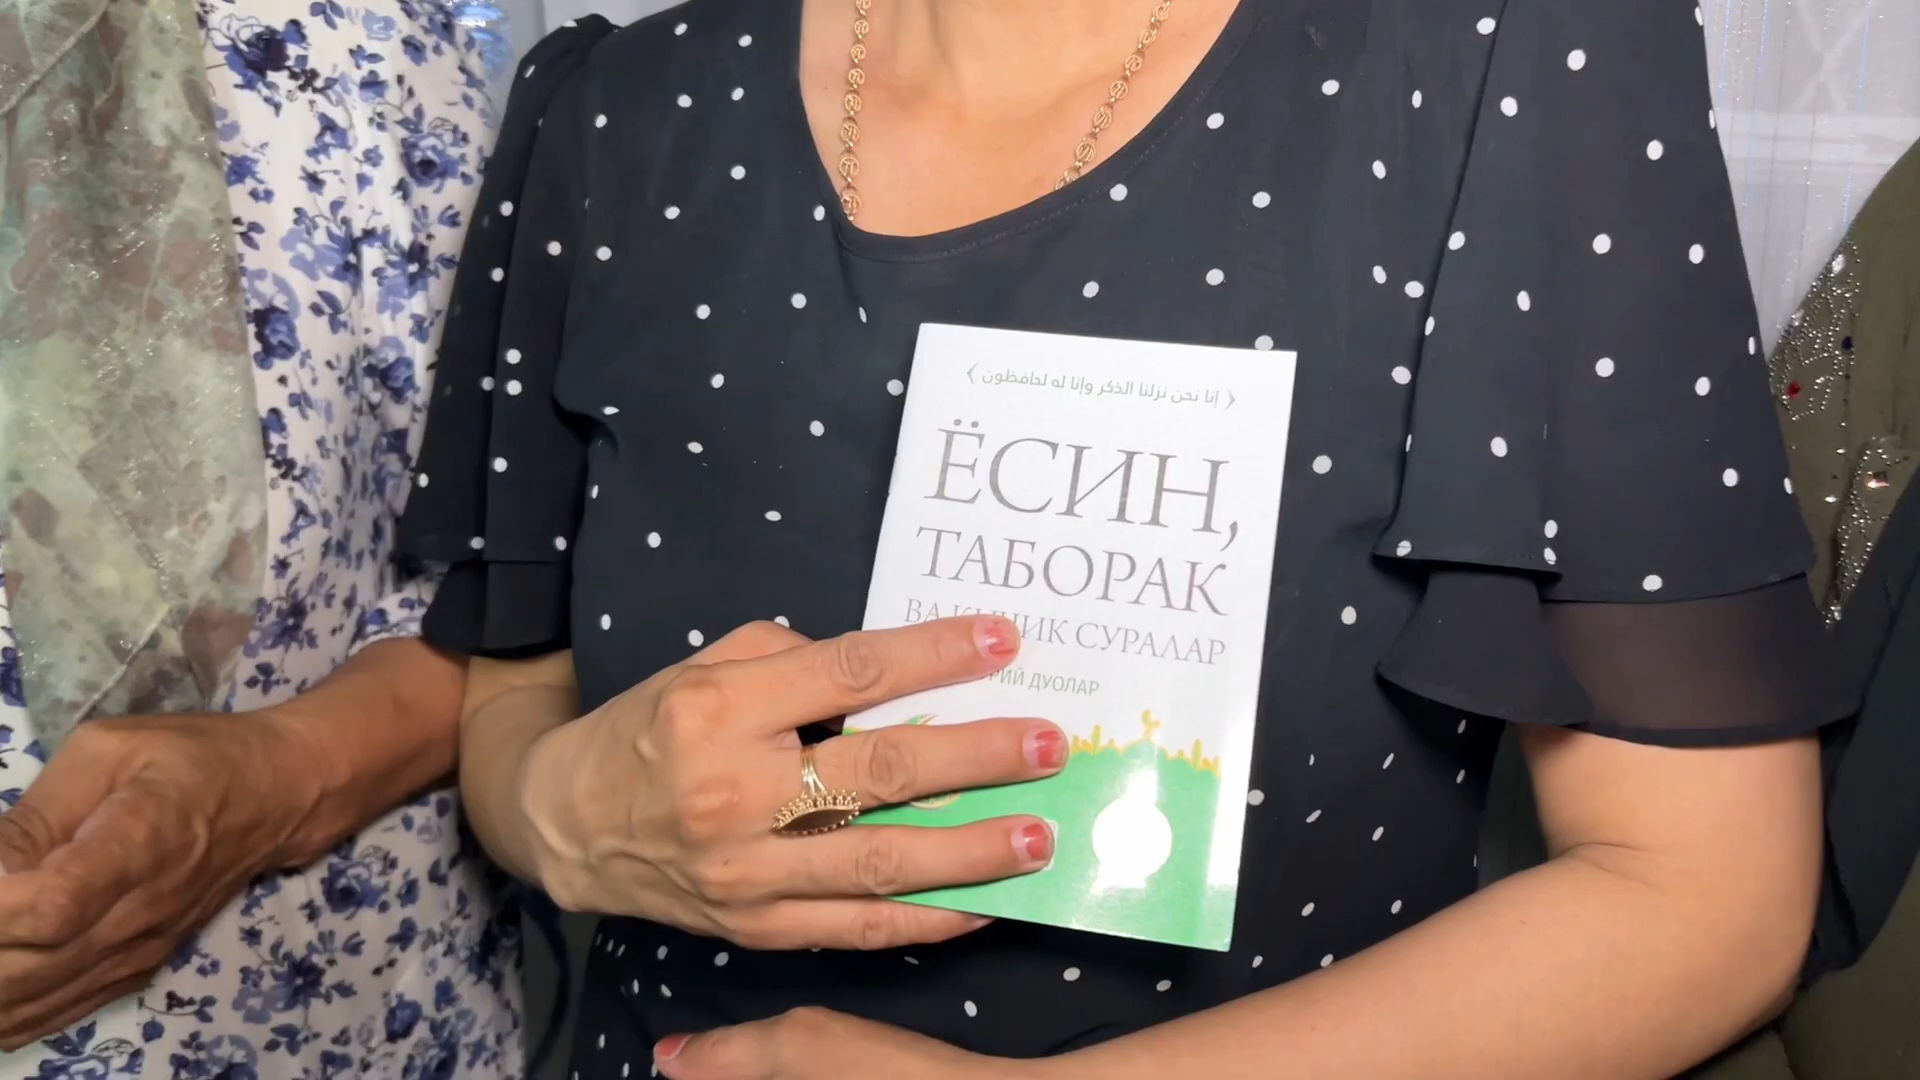 ﴿ إنا نحن نزلنا الذكر وإنا له لحافظون ﴾
ЁСИН,
ТАБОРАК
ВА СУРАЛАР
ДУОЛАР